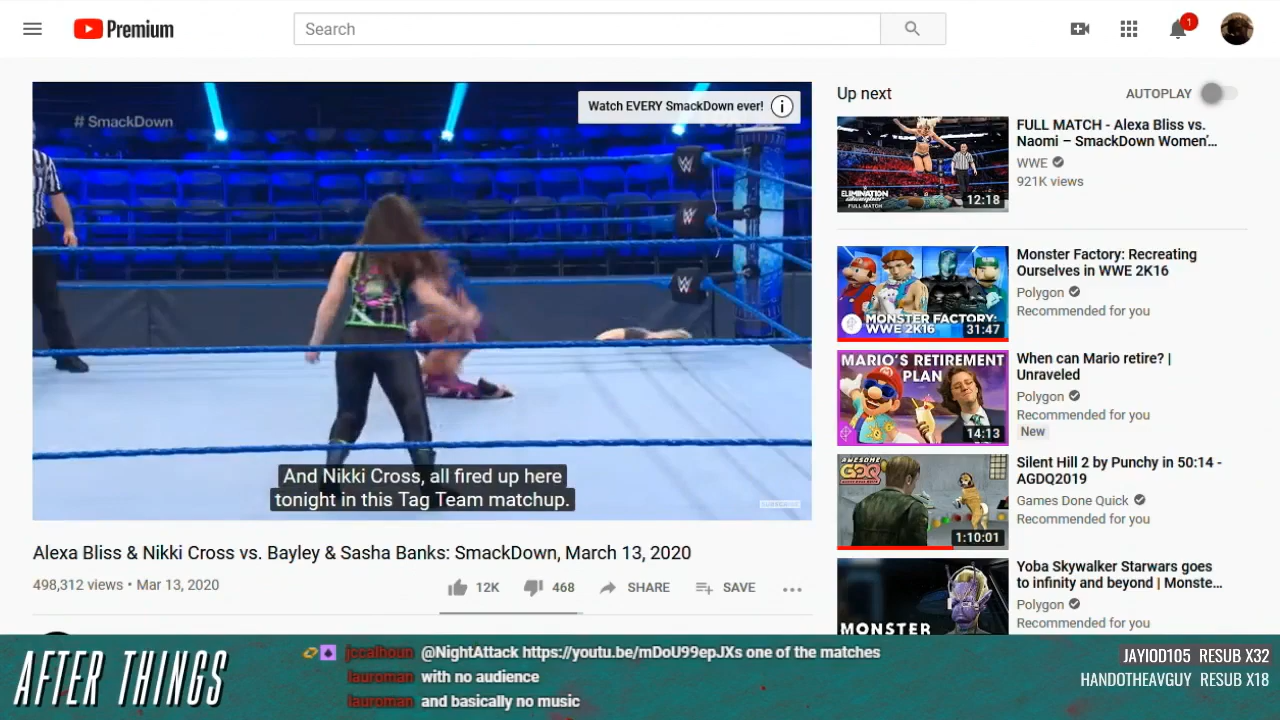 Premium
Search
1
# SmackDown
Watch EVERY SmackDown ever!
And Nikki Cross, all fired up here
tonight in this Tag Team matchup.
Alexa Bliss & Nikki Cross vs. Bayley & Sasha Banks: SmackDown, March 13, 2020
498,312 views • Mar 13, 2020
12K
468
SHARE
SAVE
Up next
AUTOPLAY
ELIMINATION
FULL MATCH
12:18
FULL MATCH - Alexa Bliss vs.
Naomi – SmackDown Women'...
WWE
921K views
MONSTER FACTORY:
WWE 2K16
31:47
Monster Factory: Recreating
Ourselves in WWE 2K16
Polygon
Recommended for you
MARIO'S RETIREMENT
PLAN
14:13
When can Mario retire? |
Unraveled
Polygon
Recommended for you
New
AWESOME
GDQ
1:10:01
Silent Hill 2 by Punchy in 50:14 -
AGDQ2019
Games Done Quick
Recommended for you
MONSTER
Yoba Skywalker Starwars goes
to infinity and beyond | Monste...
Polygon
Recommended for you
AFTER THINGS
jccalhoun @NightAttack https://youtu.be/mDoU99epJXs one of the matches
lauroman with no audience
lauroman and basically no music
JAYIOD105 RESUB X32
HANDOTHEAVGUY RESUB X18